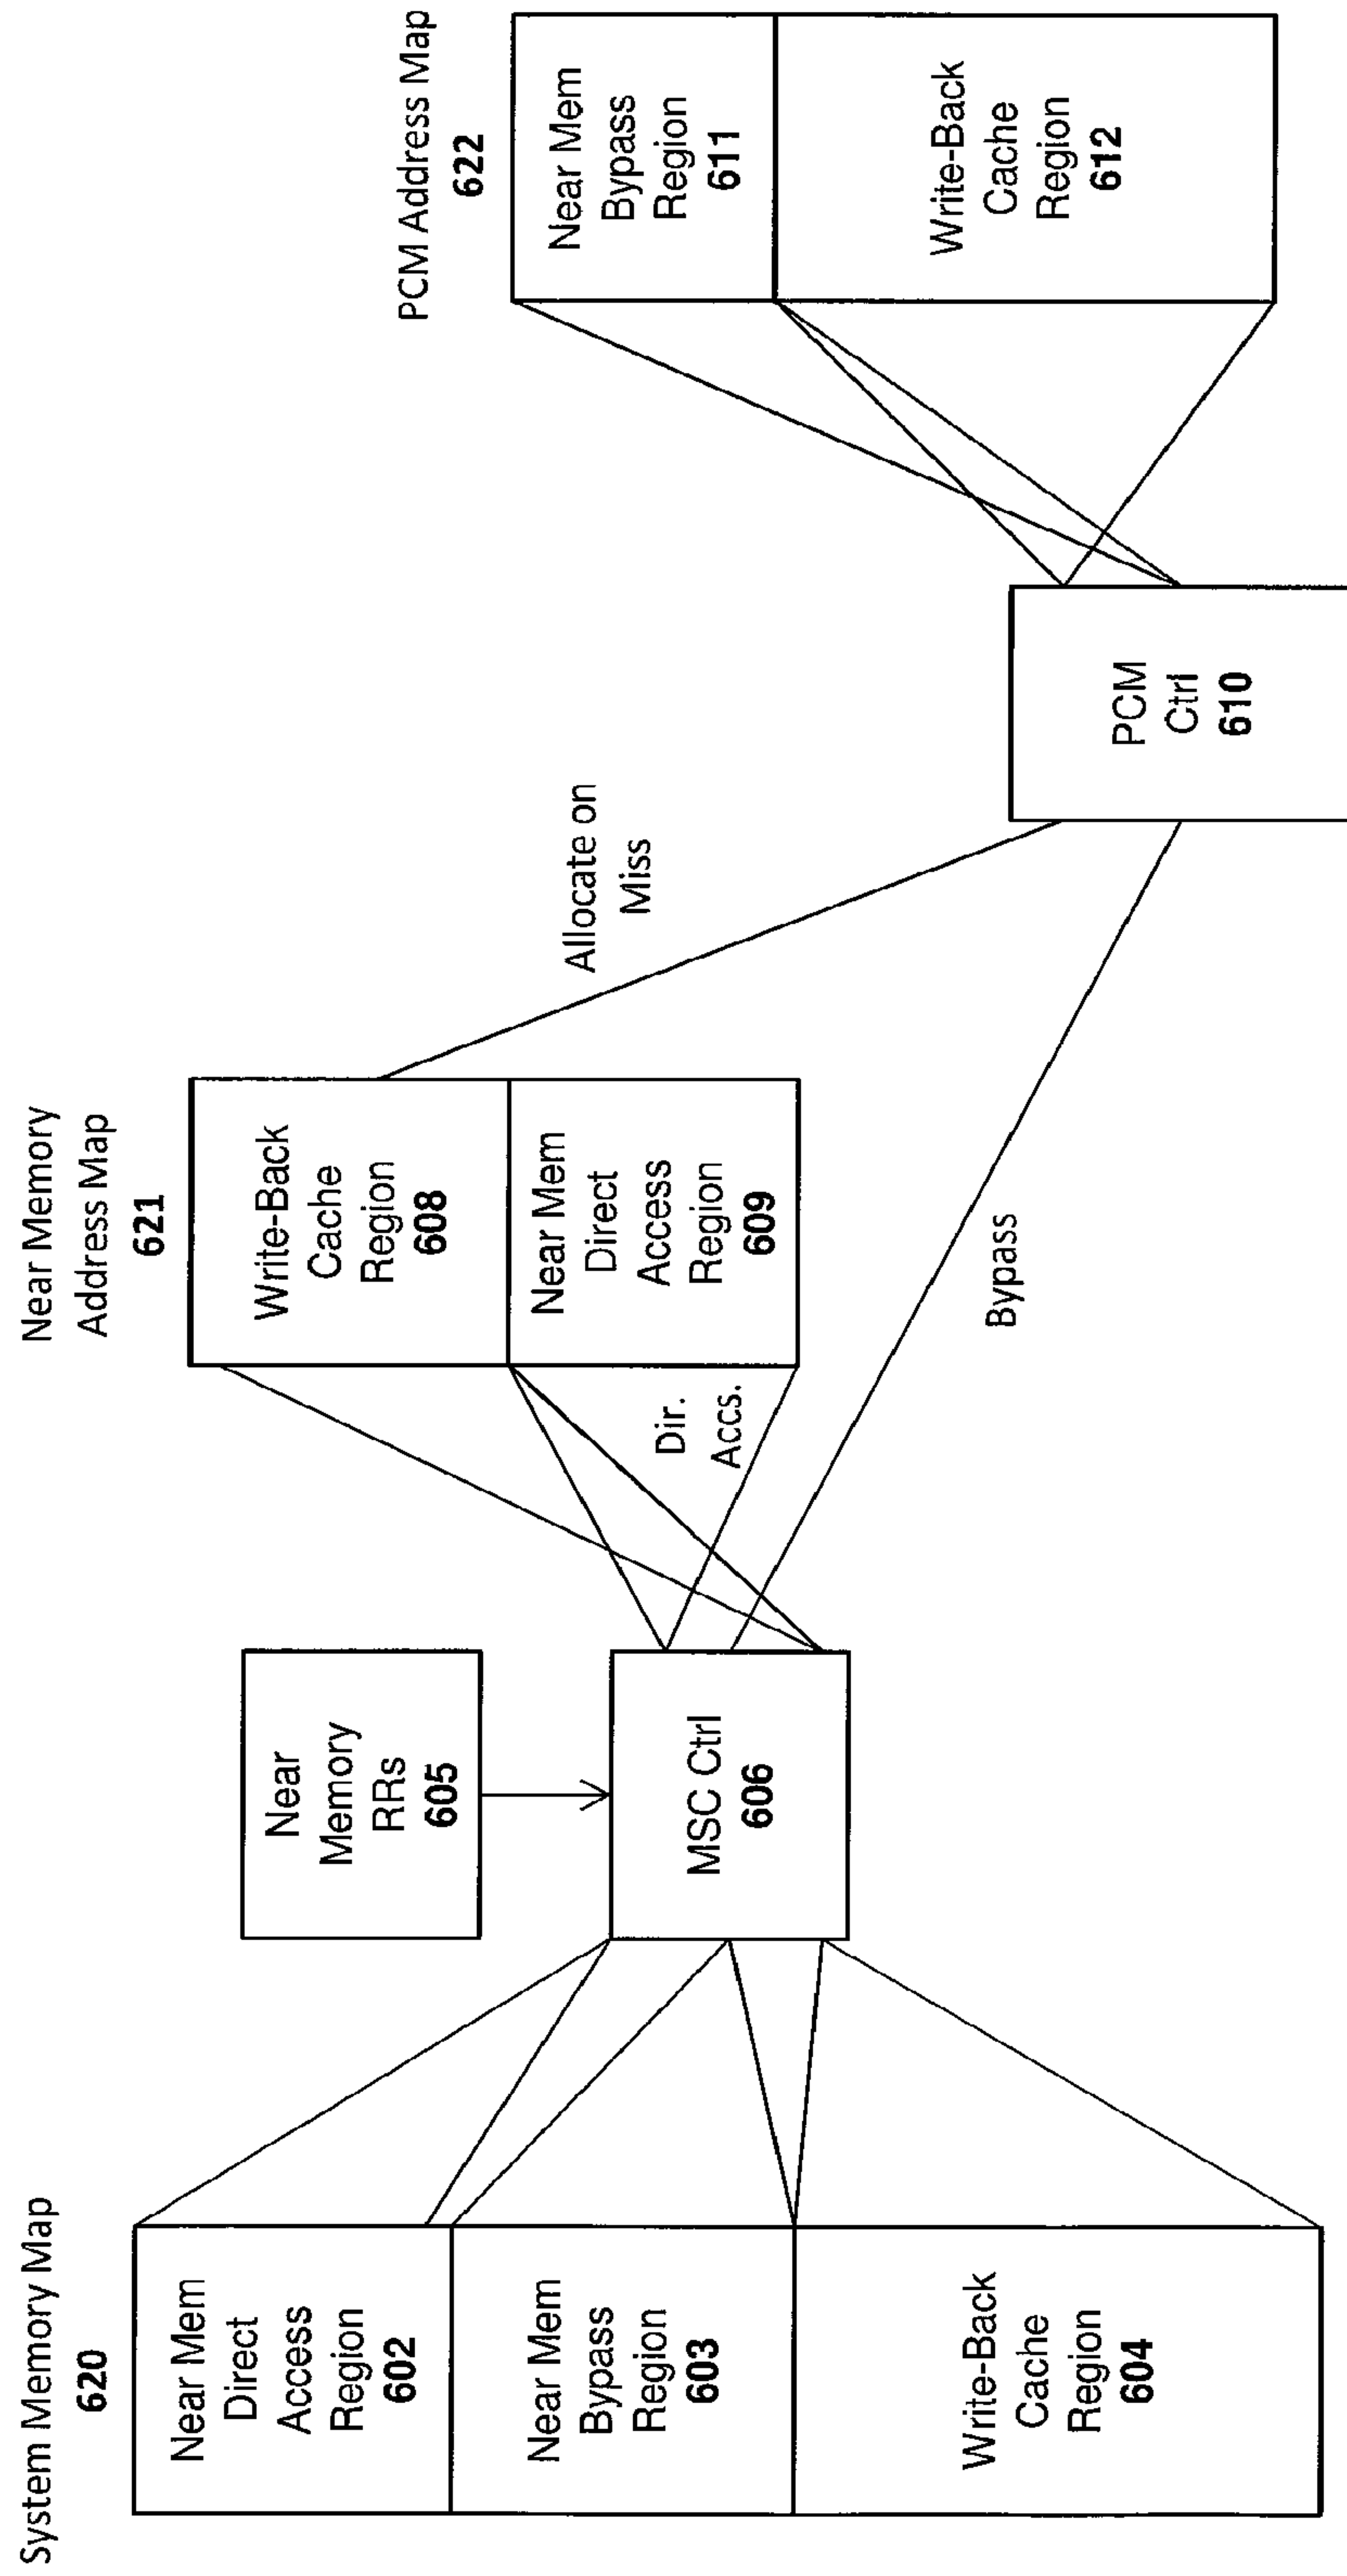 System Memory Map
620
Near Mem
Direct
Access
Region
602
Near Mem
Bypass
Region
603
Write-Back
Cache
Region
604
Near
Memory
RRs
605
MSC Ctrl
606
Near Memory
Address Map
621
Write-Back
Cache
Region
608
Near Mem
Direct
Access
Region
609
Dir.
Accs.
Allocate on
Miss
Bypass
PCM
Ctrl
610
PCM Address Map
622
Near Mem
Bypass
Region
611
Write-Back
Cache
Region
612